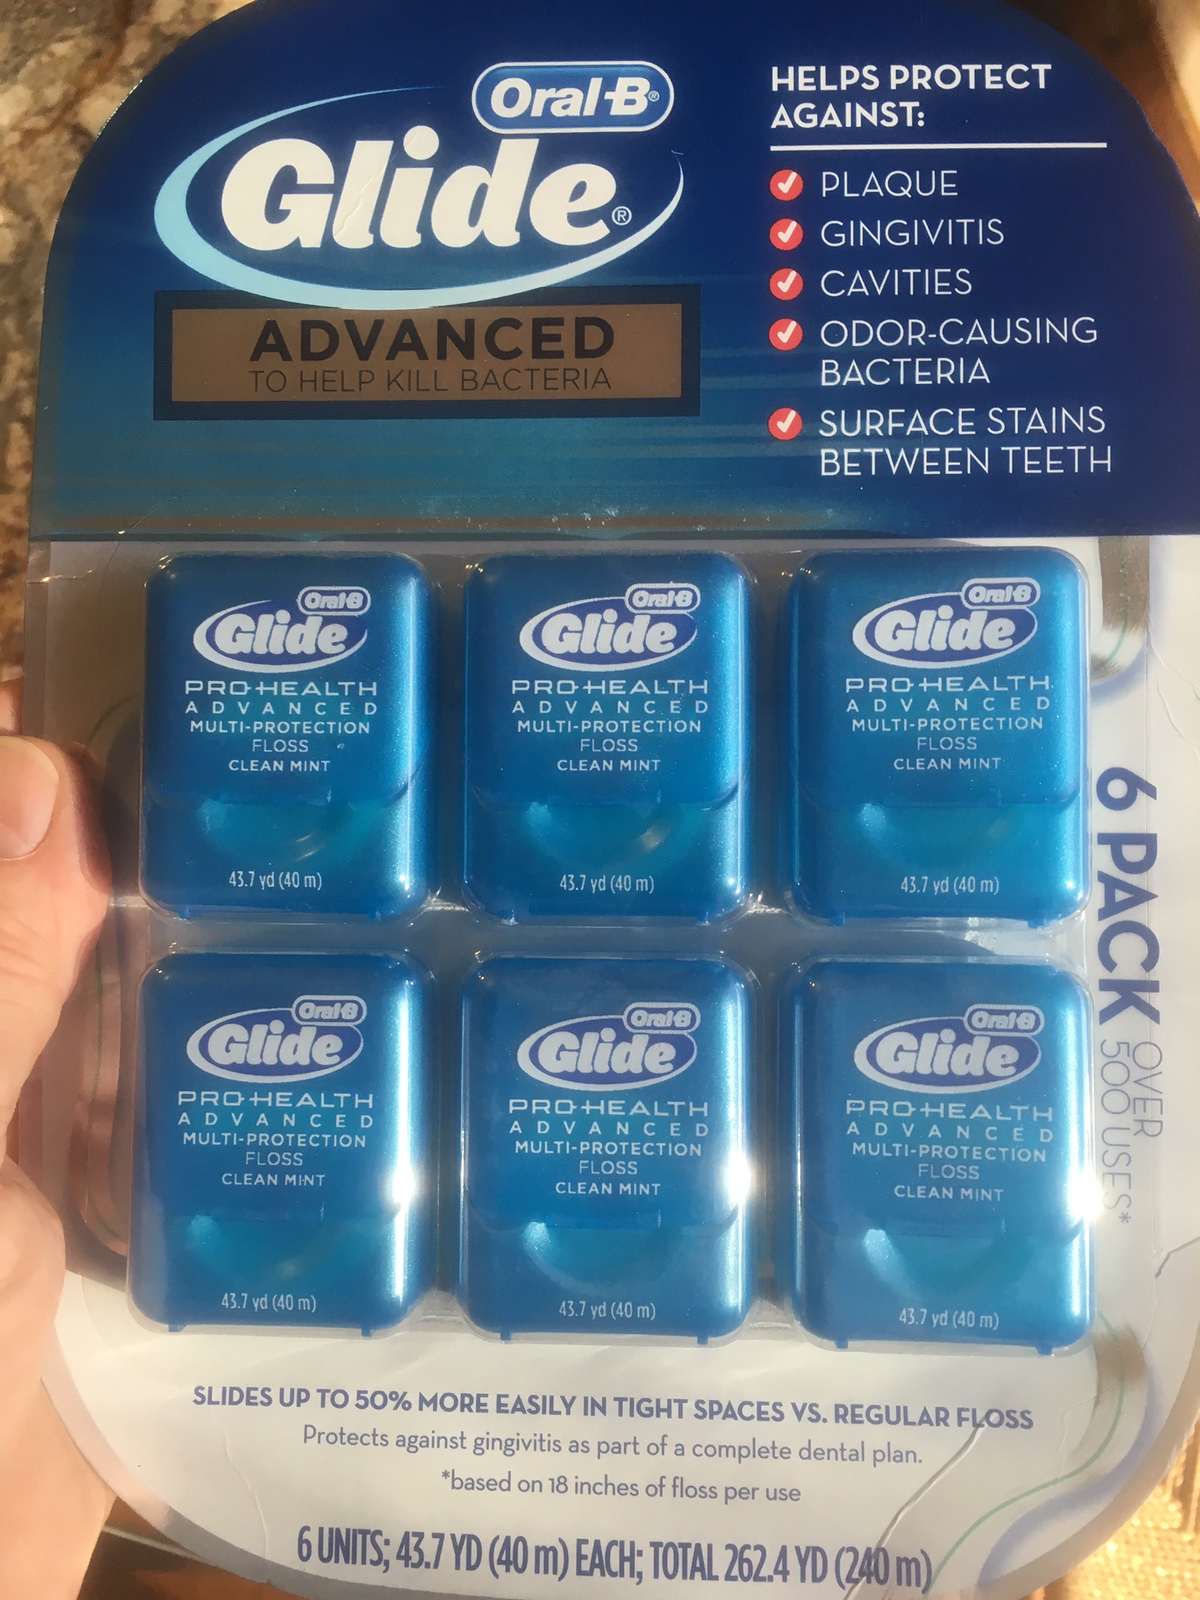 Oral-B®
Glide®
ADVANCED
TO HELP KILL BACTERIA
HELPS PROTECT
AGAINST:
PLAQUE
GINGIVITIS
CAVITIES
ODOR-CAUSING
BACTERIA
SURFACE STAINS
BETWEEN TEETH
Oral-B
Glide
PRO-HEALTH
ADVANCED
MULTI-PROTECTION
FLOSS
CLEAN MINT
43.7 yd (40 m)
Oral-B
Glide
PRO-HEALTH
ADVANCED
MULTI-PROTECTION
FLOSS
CLEAN MINT
43.7 yd (40 m)
Oral-B
Glide
PRO-HEALTH
ADVANCED
MULTI-PROTECTION
FLOSS
CLEAN MINT
43.7 yd (40 m)
Oral-B
Glide
PRO-HEALTH
ADVANCED
MULTI-PROTECTION
FLOSS
CLEAN MINT
43.7 yd (40 m)
Oral-B
Glide
PRO-HEALTH
ADVANCED
MULTI-PROTECTION
FLOSS
CLEAN MINT
43.7 yd (40 m)
Oral-B
Glide
PRO-HEALTH
ADVANCED
MULTI-PROTECTION
FLOSS
CLEAN MINT
43.7 yd (40 m)
6 PACK
OVER
500 USES*
SLIDES UP TO 50% MORE EASILY IN TIGHT SPACES VS. REGULAR FLOSS
Protects against gingivitis as part of a complete dental plan.
*based on 18 inches of floss per use
6 UNITS; 43.7 YD (40 m) EACH; TOTAL 262.4 YD (240 m)